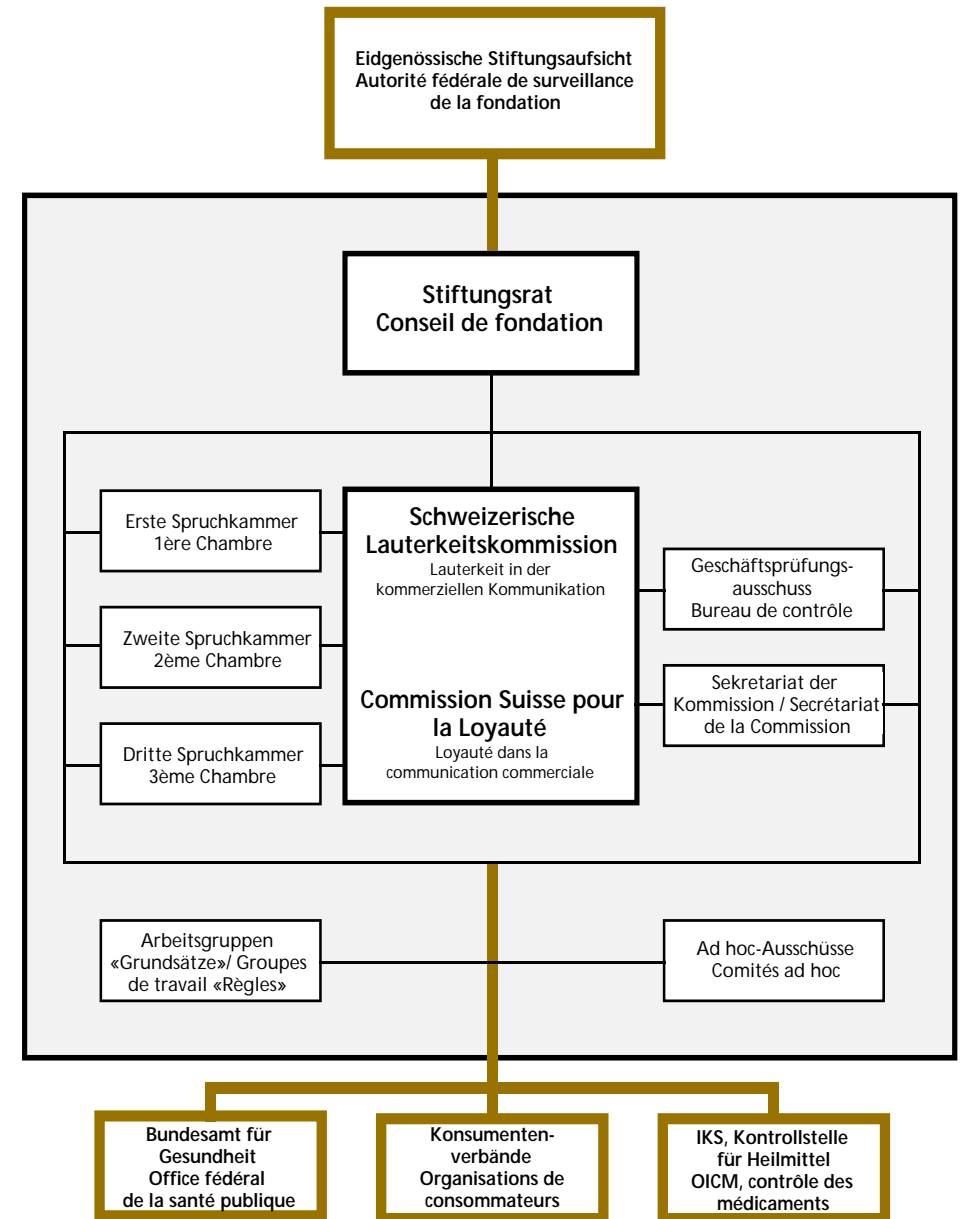 Eidgenössische Stiftungsaufsicht
Autorité fédérale de surveillance
de la fondation
Stiftungsrat
Conseil de fondation
Erste Spruchkammer
1ère Chambre
Zweite Spruchkammer
2ème Chambre
Dritte Spruchkammer
3ème Chambre
Schweizerische
Lauterkeitskommission
Lauterkeit in der
kommerziellen Kommunikation
Commission Suisse pour
la Loyauté
Loyauté dans la
communication commerciale
Geschäftsprüfungs-
ausschuss
Bureau de contrôle
Sekretariat der
Kommission / Secrétariat
de la Commission
Arbeitsgruppen
«Grundsätze»/ Groupes
de travail «Règles»
Ad hoc-Ausschüsse
Comités ad hoc
Bundesamt für
Gesundheit
Office fédéral
de la santé publique
Konsumenten-
verbände
Organisations de
consommateurs
IKS, Kontrollstelle
für Heilmittel
OICM, contrôle des
médicaments